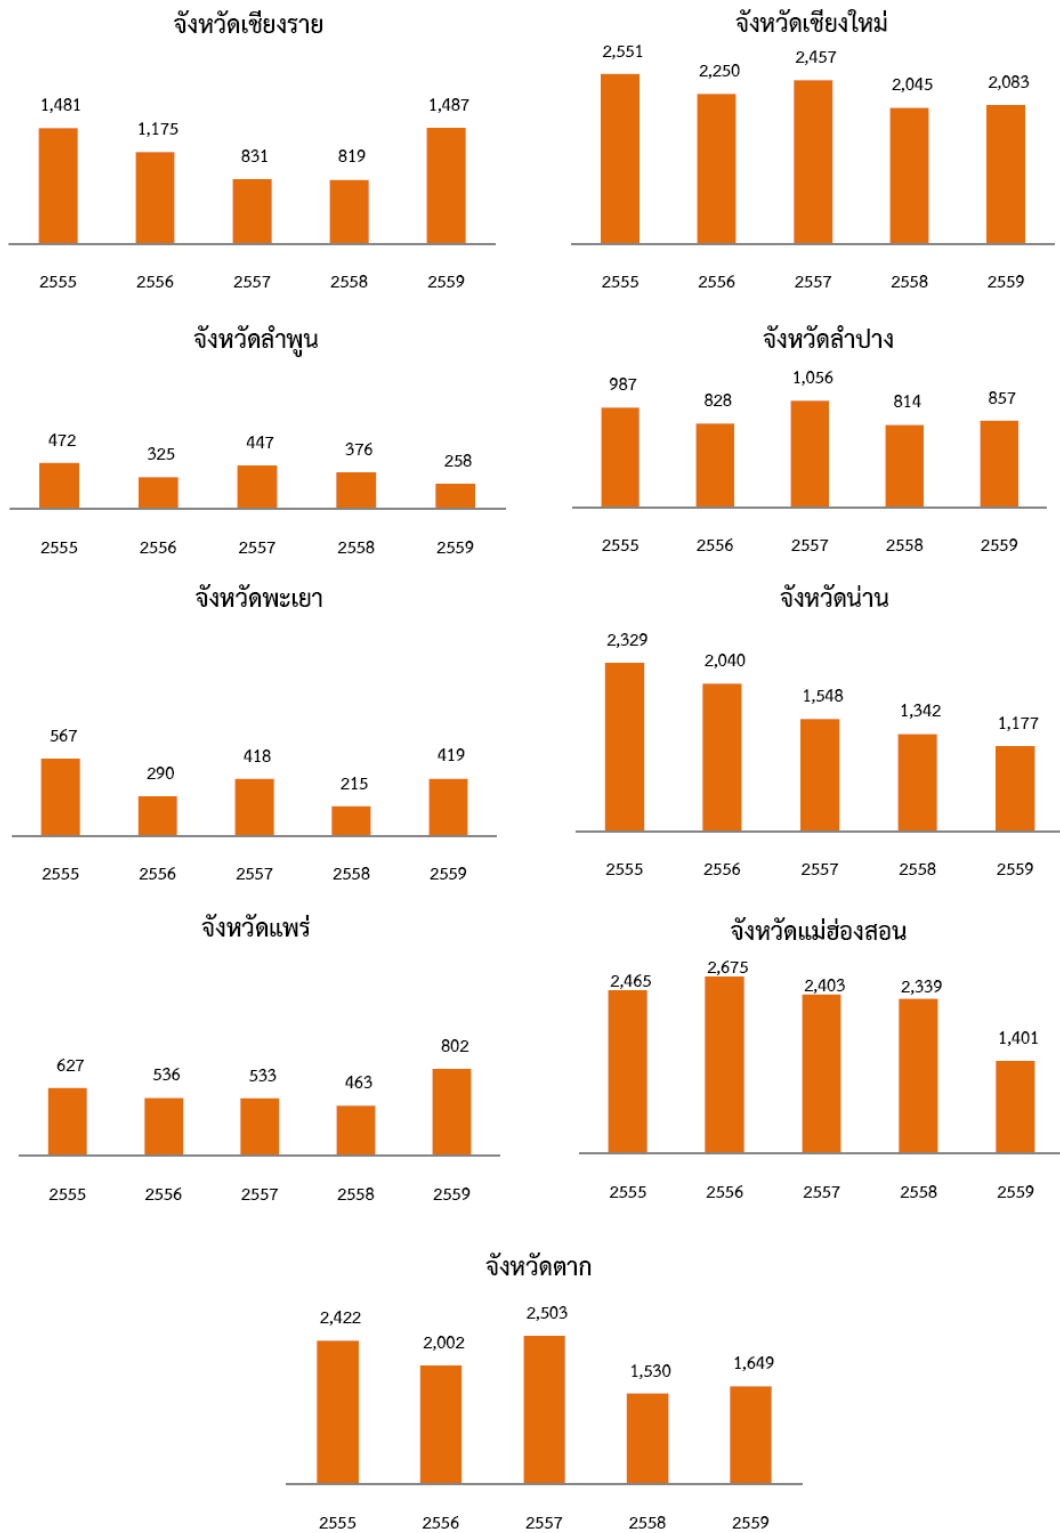 จังหวัดเชียงราย
1,481 1,175 831 819 1,487
2555 2556 2557 2558 2559
จังหวัดเชียงใหม่
2,551 2,250 2,457 2,045 2,083
2555 2556 2557 2558 2559
จังหวัดลำพูน
472 325 447 376 258
2555 2556 2557 2558 2559
จังหวัดลำปาง
987 828 1,056 814 857
2555 2556 2557 2558 2559
จังหวัดพะเยา
567 290 418 215 419
2555 2556 2557 2558 2559
จังหวัดน่าน
2,329 2,040 1,548 1,342 1,177
2555 2556 2557 2558 2559
จังหวัดแพร่
627 536 533 463 802
2555 2556 2557 2558 2559
จังหวัดแม่ฮ่องสอน
2,465 2,675 2,403 2,339 1,401
2555 2556 2557 2558 2559
จังหวัดตาก
2,422 2,002 2,503 1,530 1,649
2555 2556 2557 2558 2559